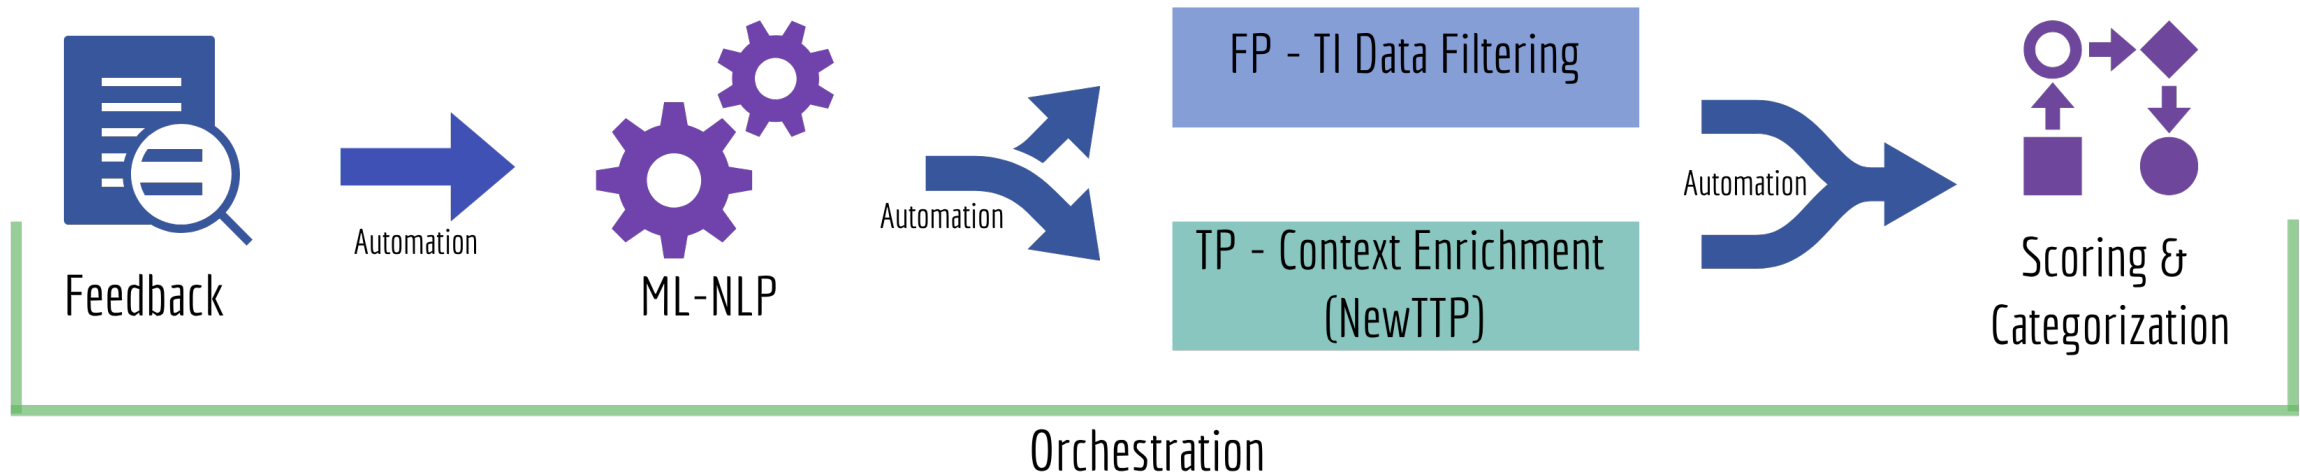 Feedback
Automation
ML-NLP
Automation
FP - TI Data Filtering
TP - Context Enrichment
(NewTTP)
Automation
Scoring &
Categorization
Orchestration